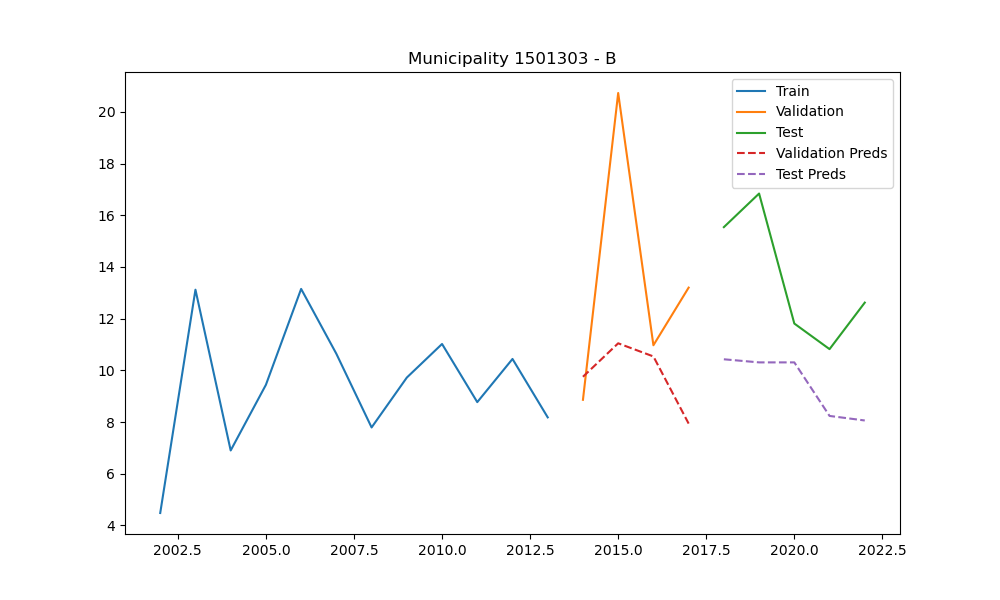 Municipality 1501303 - B
Train
Validation
Test
Validation Preds
Test Preds
20
18
16
14
12
10
8
6
4
2002.5 2005.0 2007.5 2010.0 2012.5 2015.0 2017.5 2020.0 2022.5